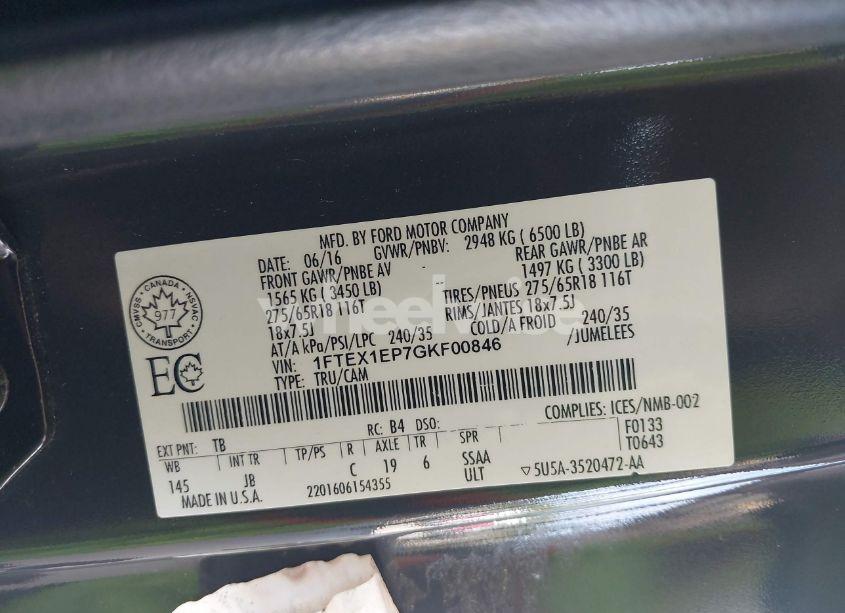 MFD. BY FORD MOTOR COMPANY
DATE: 06/16 GVWR/PNBV: 2948 KG ( 6500 LB)
FRONT GAWR/PNBE AV REAR GAWR/PNBE AR
1565 KG ( 3450 LB) 1497 KG ( 3300 LB)
275/65R18 116T TIRES/PNEUS 275/65R18 116T
18x7.5J RIMS/JANTES 18x7.5J
AT/A kPa/PSI/LPC 240/35 COLD/A FROID 240/35
VIN: 1FTEX1EP7GKF00846 /JUMELEES
TYPE: TRU/CAM
CMVSS • CANADA • NSVAC
977
• TRANSPORT •
EC
COMPLIES: ICES/NMB-002
RC: B4 DSO: F0133
EXT PNT: TB T0643
WB INT TR TP/PS R AXLE TR SPR
145 JB C 19 6 SSAA
ULT
MADE IN U.S.A. 2201606154355 5U5A-3520472-AA